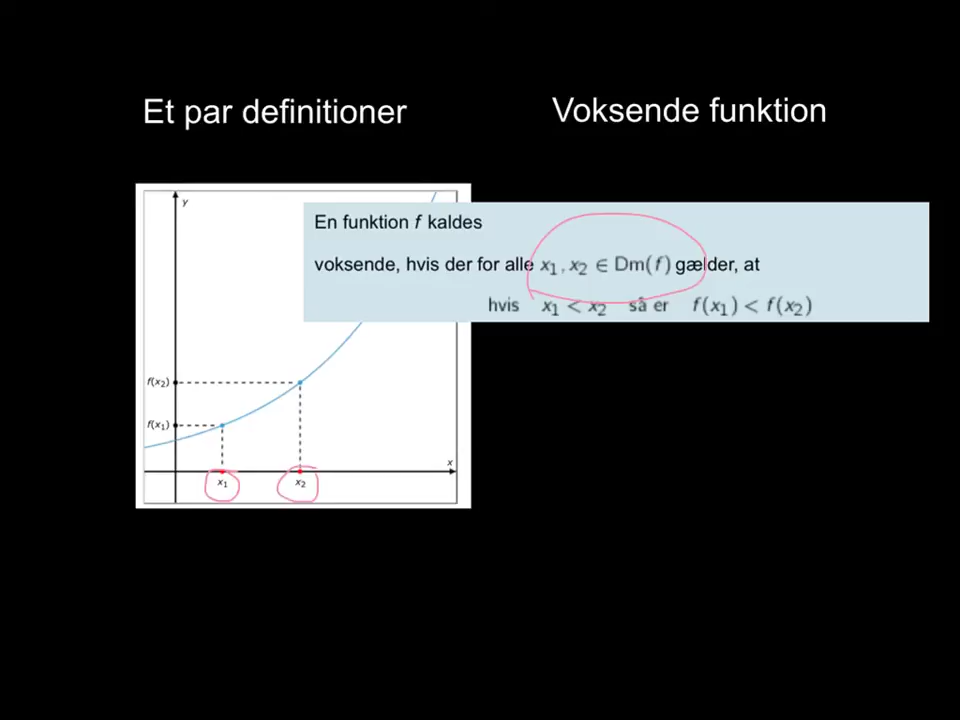 Et par definitioner
Voksende funktion
En funktion f kaldes
voksende, hvis der for alle x₁, x₂ ∈ Dm(f) gælder, at
hvis x₁ < x₂ så er f(x₁) < f(x₂)
y
f(x₂)
f(x₁)
x
x₁ x₂